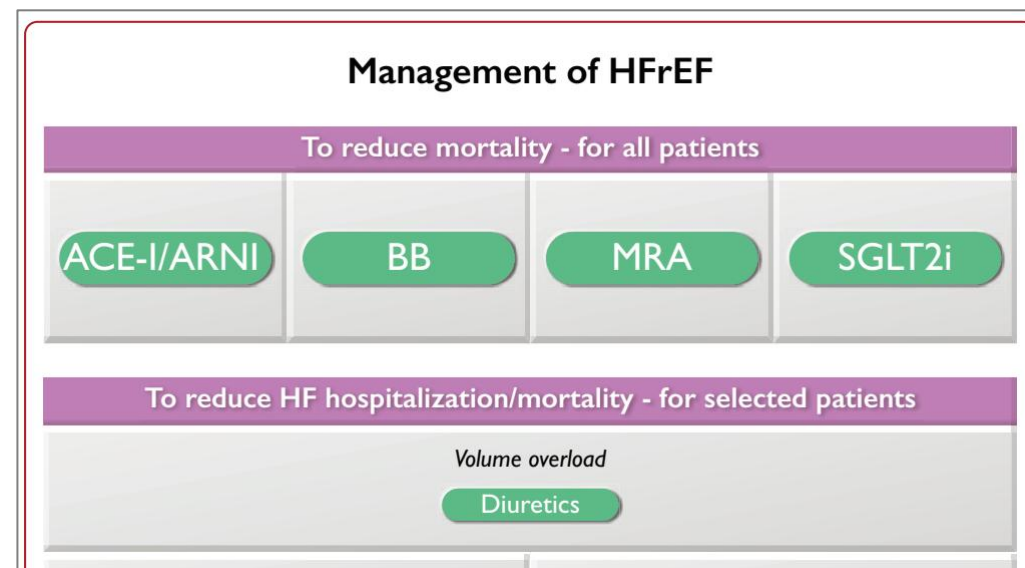 Management of HFrEF
To reduce mortality - for all patients
ACE-I/ARNI
BB
MRA
SGLT2i
To reduce HF hospitalization/mortality - for selected patients
Volume overload
Diuretics